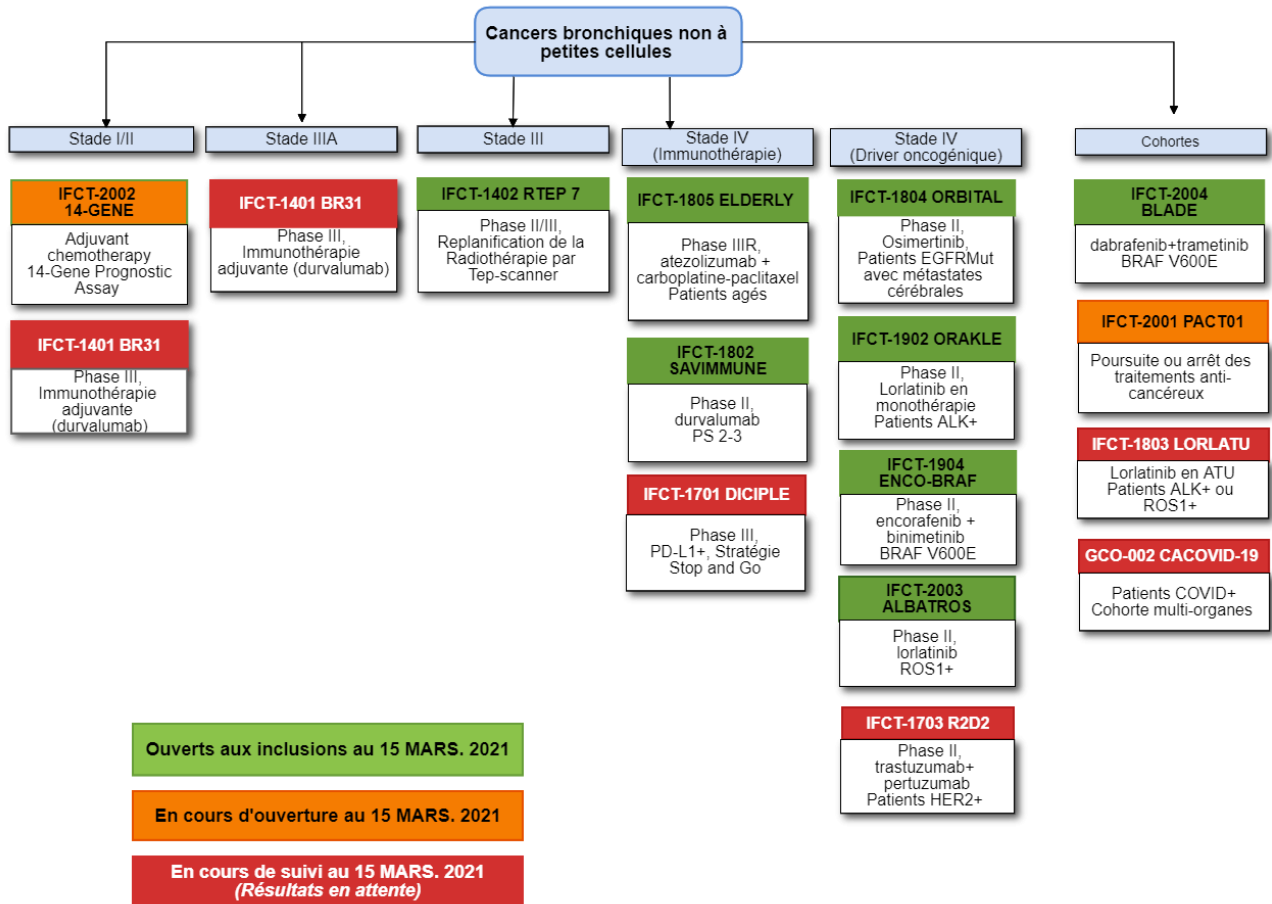 Cancers bronchiques non à
petites cellules
Stade I/II
IFCT-2002
14-GENE
Adjuvant
chemotherapy
14-Gene Prognostic
Assay
IFCT-1401 BR31
Phase III,
Immunothérapie
adjuvante
(durvalumab)
Stade IIIA
IFCT-1401 BR31
Phase III,
Immunothérapie
adjuvante (durvalumab)
Stade III
IFCT-1402 RTEP 7
Phase II/III,
Replanification de la
Radiothérapie par
Tep-scanner
Stade IV
(Immunothérapie)
IFCT-1805 ELDERLY
Phase IIIR,
atezolizumab +
carboplatine-paclitaxel
Patients agés
IFCT-1802
SAVIMMUNE
Phase II,
durvalumab
PS 2-3
IFCT-1701 DICIPLE
Phase III,
PD-L1+, Stratégie
Stop and Go
Stade IV
(Driver oncogénique)
IFCT-1804 ORBITAL
Phase II,
Osimertinib,
Patients EGFRMut
avec métastates
cérébrales
IFCT-1902 ORAKLE
Phase II,
Lorlatinib en
monothérapie
Patients ALK+
IFCT-1904
ENCO-BRAF
Phase II,
encorafenib +
binimetinib
BRAF V600E
IFCT-2003
ALBATROS
Phase II,
lorlatinib
ROS1+
IFCT-1703 R2D2
Phase II,
trastuzumab+
pertuzumab
Patients HER2+
Cohortes
IFCT-2004
BLADE
dabrafenib+trametinib
BRAF V600E
IFCT-2001 PACT01
Poursuite ou arrêt des
traitements anti-
cancéreux
IFCT-1803 LORLATU
Lorlatinib en ATU
Patients ALK+ ou
ROS1+
GCO-002 CACOVID-19
Patients COVID+
Cohorte multi-organes
Ouverts aux inclusions au 15 MARS. 2021
En cours d'ouverture au 15 MARS. 2021
En cours de suivi au 15 MARS. 2021
(Résultats en attente)